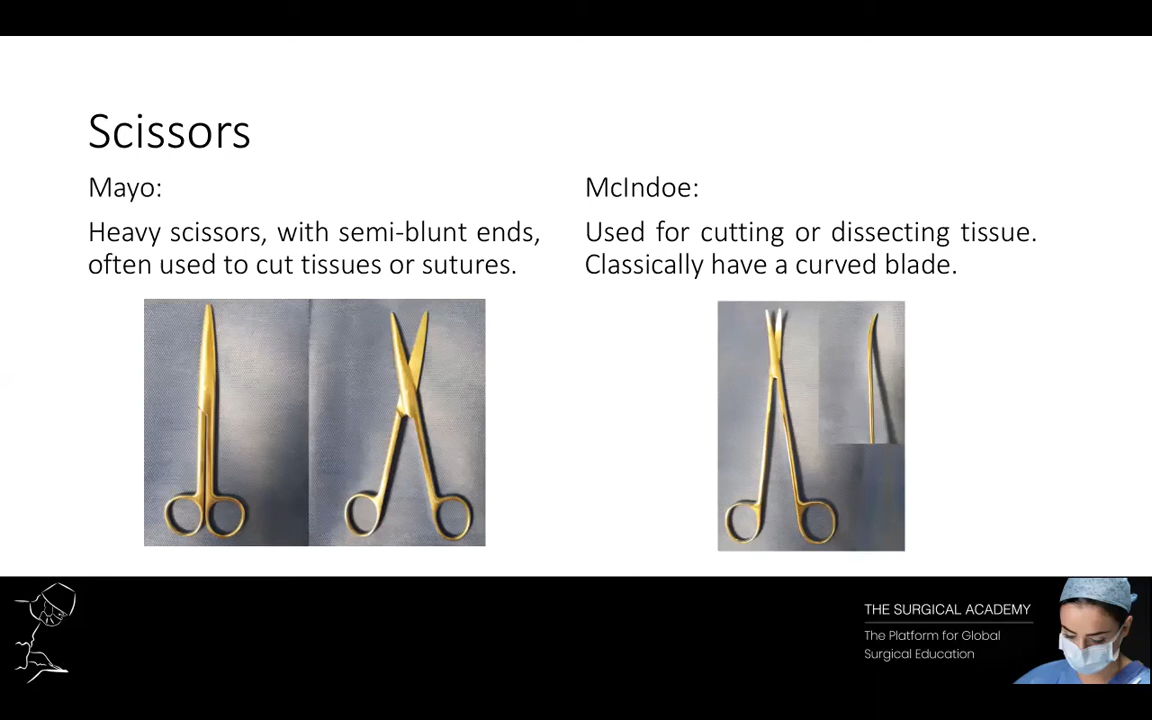 Scissors
Mayo:
Heavy scissors, with semi-blunt ends,
often used to cut tissues or sutures.
McIndoe:
Used for cutting or dissecting tissue.
Classically have a curved blade.
THE SURGICAL ACADEMY
The Platform for Global
Surgical Education